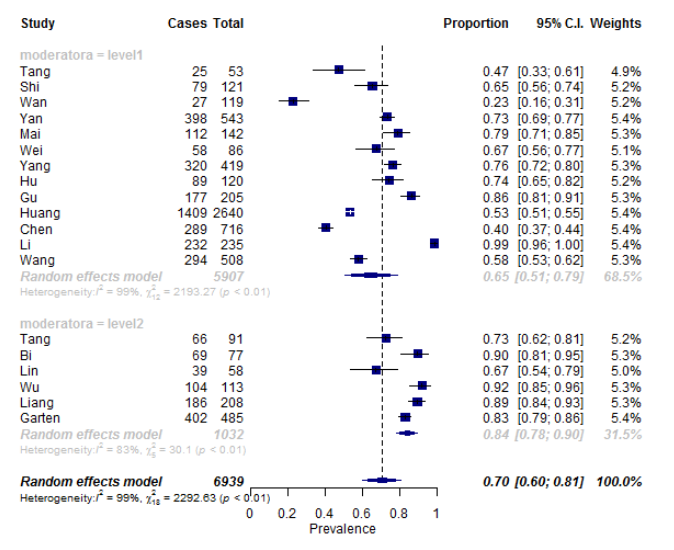 Study Cases Total Proportion 95% C.I. Weights
moderatora = level1
Tang 25 53 0.47 [0.33; 0.61] 4.9%
Shi 79 121 0.65 [0.56; 0.74] 5.2%
Wan 27 119 0.23 [0.16; 0.31] 5.2%
Yan 398 543 0.73 [0.69; 0.77] 5.4%
Mai 112 142 0.79 [0.71; 0.85] 5.3%
Wei 58 86 0.67 [0.56; 0.77] 5.1%
Yang 320 419 0.76 [0.72; 0.80] 5.3%
Hu 89 120 0.74 [0.65; 0.82] 5.3%
Gu 177 205 0.86 [0.81; 0.91] 5.3%
Huang 1409 2640 0.53 [0.51; 0.55] 5.4%
Chen 289 716 0.40 [0.37; 0.44] 5.4%
Li 232 235 0.99 [0.96; 1.00] 5.4%
Wang 294 508 0.58 [0.53; 0.62] 5.4%
Random effects model 5907 0.65 [0.51; 0.79] 68.5%
Heterogeneity: I² = 99%, χ²₁₂ = 2193.27 (p < 0.01)
moderatora = level2
Tang 66 91 0.73 [0.62; 0.81] 5.2%
Bi 69 77 0.90 [0.81; 0.95] 5.3%
Lin 39 58 0.67 [0.54; 0.79] 5.0%
Wu 104 113 0.92 [0.85; 0.96] 5.3%
Liang 186 208 0.89 [0.84; 0.93] 5.3%
Garten 402 485 0.83 [0.79; 0.86] 5.4%
Random effects model 1032 0.84 [0.78; 0.90] 31.5%
Heterogeneity: I² = 83%, χ²₅ = 30.1 (p < 0.01)
Random effects model 6939 0.70 [0.60; 0.81] 100.0%
Heterogeneity: I² = 99%, χ²₁₈ = 2292.63 (p < 0.01)
0 0.2 0.4 0.6 0.8 1
Prevalence